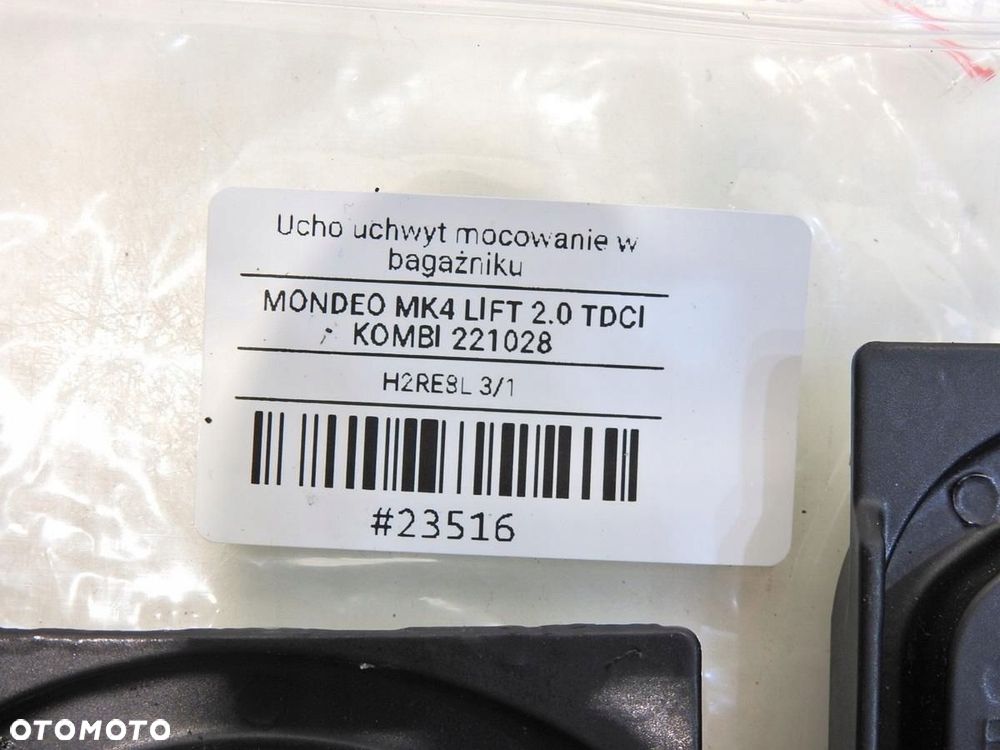 Ucho uchwyt mocowanie w
bagażniku
MONDEO MK4 LIFT 2.0 TDCI
KOMBI 221028
H2RE8L 3/1
#23516
OTOMOTO